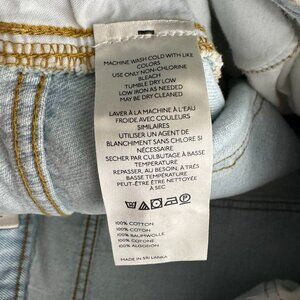 MACHINE WASH COLD WITH LIKE
COLORS
USE ONLY NON-CHLORINE
BLEACH
TUMBLE DRY LOW
LOW IRON AS NEEDED
MAY BE DRY CLEANED
LAVER À LA MACHINE À L'EAU
FROIDE AVEC COULEURS
SIMILAIRES
UTILISER UN AGENT DE
BLANCHIMENT SANS CHLORE SI
NÉCESSAIRE
SECHER PAR CULBUTAGE À BASSE
TEMPÉRATURE
REPASSER, AU BESOIN, À
BASSE TEMPÉRATURE
PEUT-ÊTRE ÊTRE NETTOYÉE
À SEC
100% COTTON
100% COTON
100% BAUMWOLLE
100% COTONE
100% ALGODON
MADE IN SRI LANKA